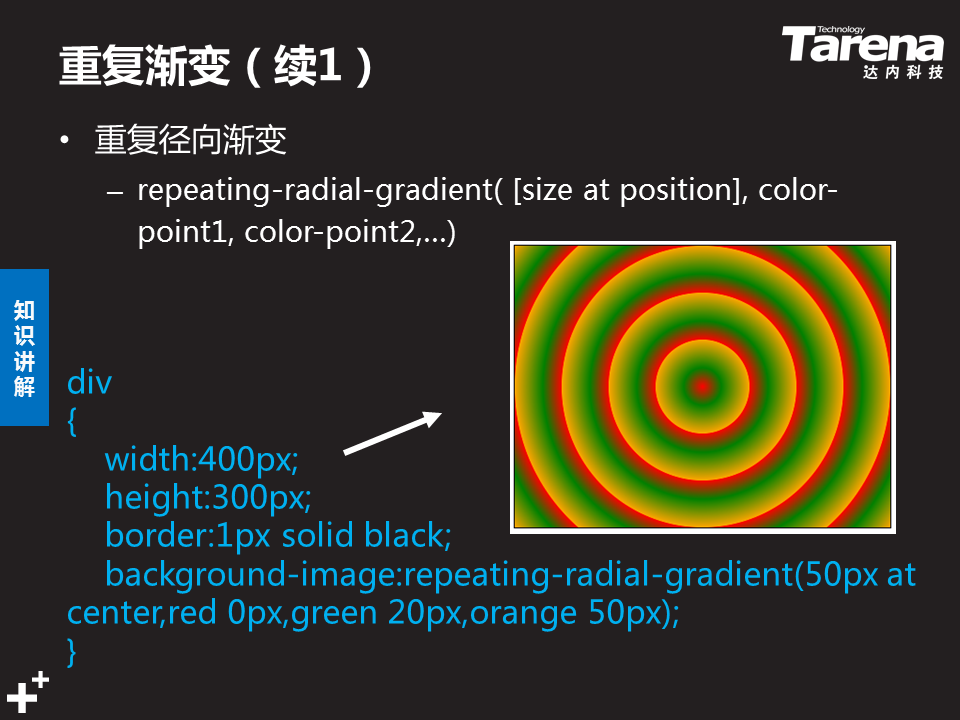 重复渐变（续1）
Technology
Tarena
达内科技
• 重复径向渐变
– repeating-radial-gradient( [size at position], color-
point1, color-point2,…)
知
识
讲
解
div
{
width:400px;
height:300px;
border:1px solid black;
background-image:repeating-radial-gradient(50px at
center,red 0px,green 20px,orange 50px);
}